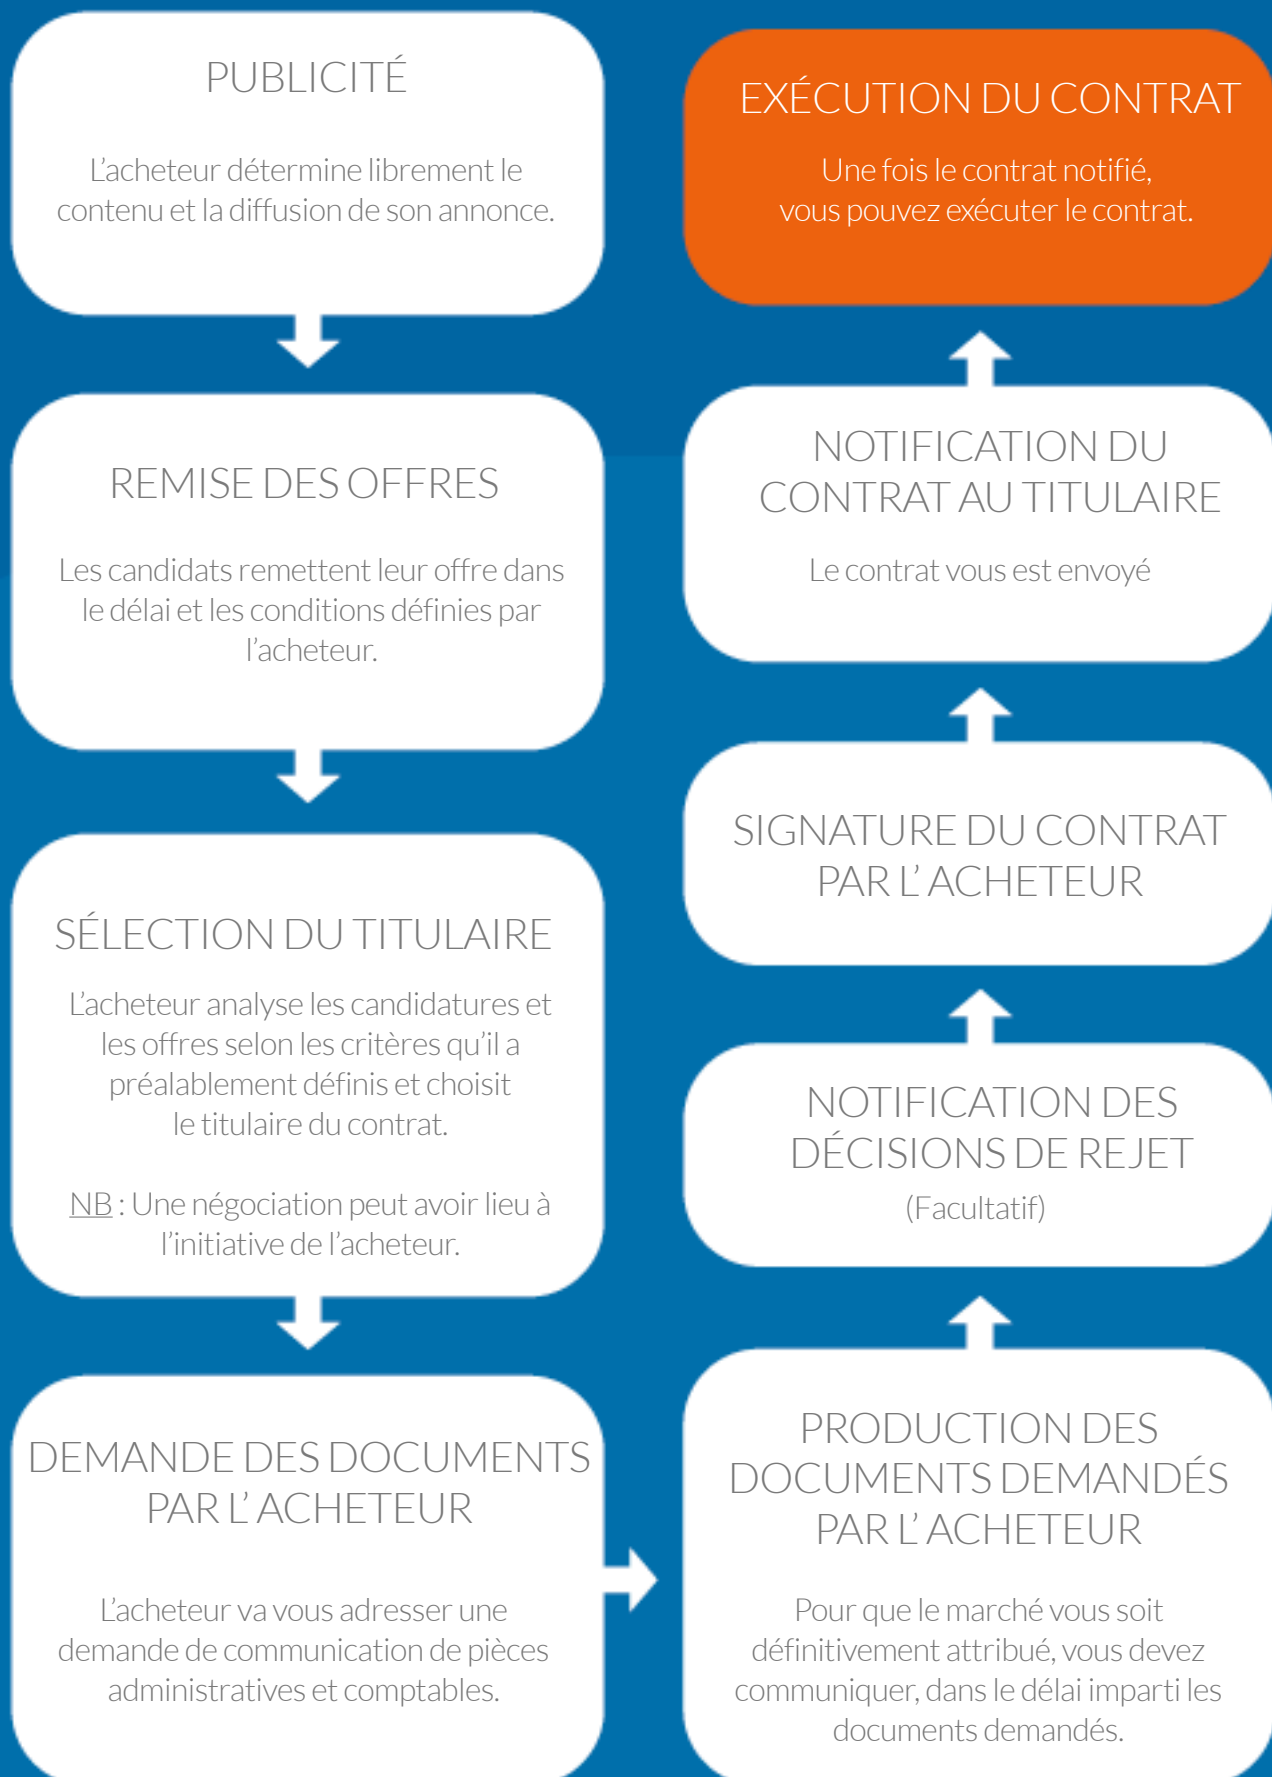 PUBLICITÉ
L'acheteur détermine librement le
contenu et la diffusion de son annonce.
REMISE DES OFFRES
Les candidats remettent leur offre dans
le délai et les conditions définies par
l'acheteur.
SÉLECTION DU TITULAIRE
L'acheteur analyse les candidatures et
les offres selon les critères qu'il a
préalablement définis et choisit
le titulaire du contrat.
NB : Une négociation peut avoir lieu à
l'initiative de l'acheteur.
DEMANDE DES DOCUMENTS
PAR L' ACHETEUR
L'acheteur va vous adresser une
demande de communication de pièces
administratives et comptables.
PRODUCTION DES
DOCUMENTS DEMANDÉS
PAR L' ACHETEUR
Pour que le marché vous soit
définitivement attribué, vous devez
communiquer, dans le délai imparti les
documents demandés.
NOTIFICATION DES
DÉCISIONS DE REJET
(Facultatif)
SIGNATURE DU CONTRAT
PAR L' ACHETEUR
NOTIFICATION DU
CONTRAT AU TITULAIRE
Le contrat vous est envoyé
EXÉCUTION DU CONTRAT
Une fois le contrat notifié,
vous pouvez exécuter le contrat.